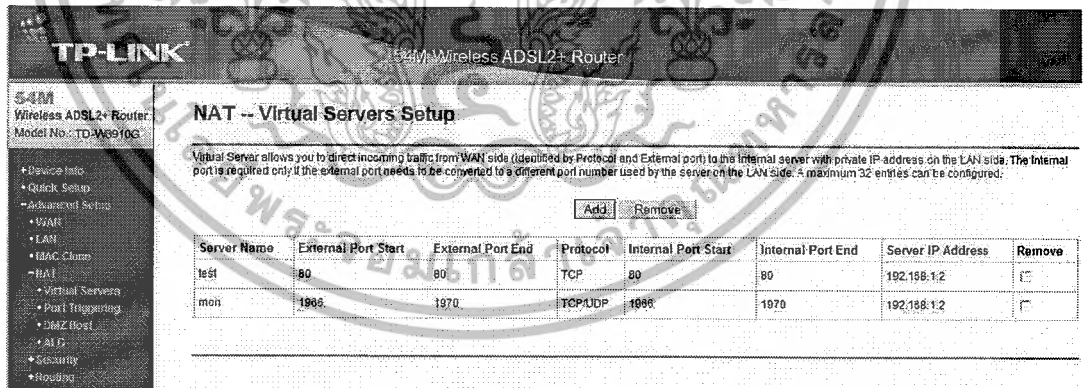 TP-LINK
54M Wireless ADSL2+ Router
54M
Wireless ADSL2+ Router
Model No.: TD-W8910G
+Device Info
+Quick Setup
-Advanced Setup
•WAN
•LAN
•MAC Clone
-NAT
•Virtual Servers
•Port Triggering
•DMZ Host
•ALG
+Security
+Routing
NAT -- Virtual Servers Setup
Virtual Server allows you to direct incoming traffic from WAN side (identified by Protocol and External port) to the Internal server with private IP address on the LAN side. The Internal
port is required only if the external port needs to be converted to a different port number used by the server on the LAN side. A maximum 32 entries can be configured.
Add Remove
Server Name External Port Start External Port End Protocol Internal Port Start Internal Port End Server IP Address Remove
test 80 80 TCP 80 80 192.168.1.2
mon 1966 1970 TCP/UDP 1966 1970 192.168.1.2